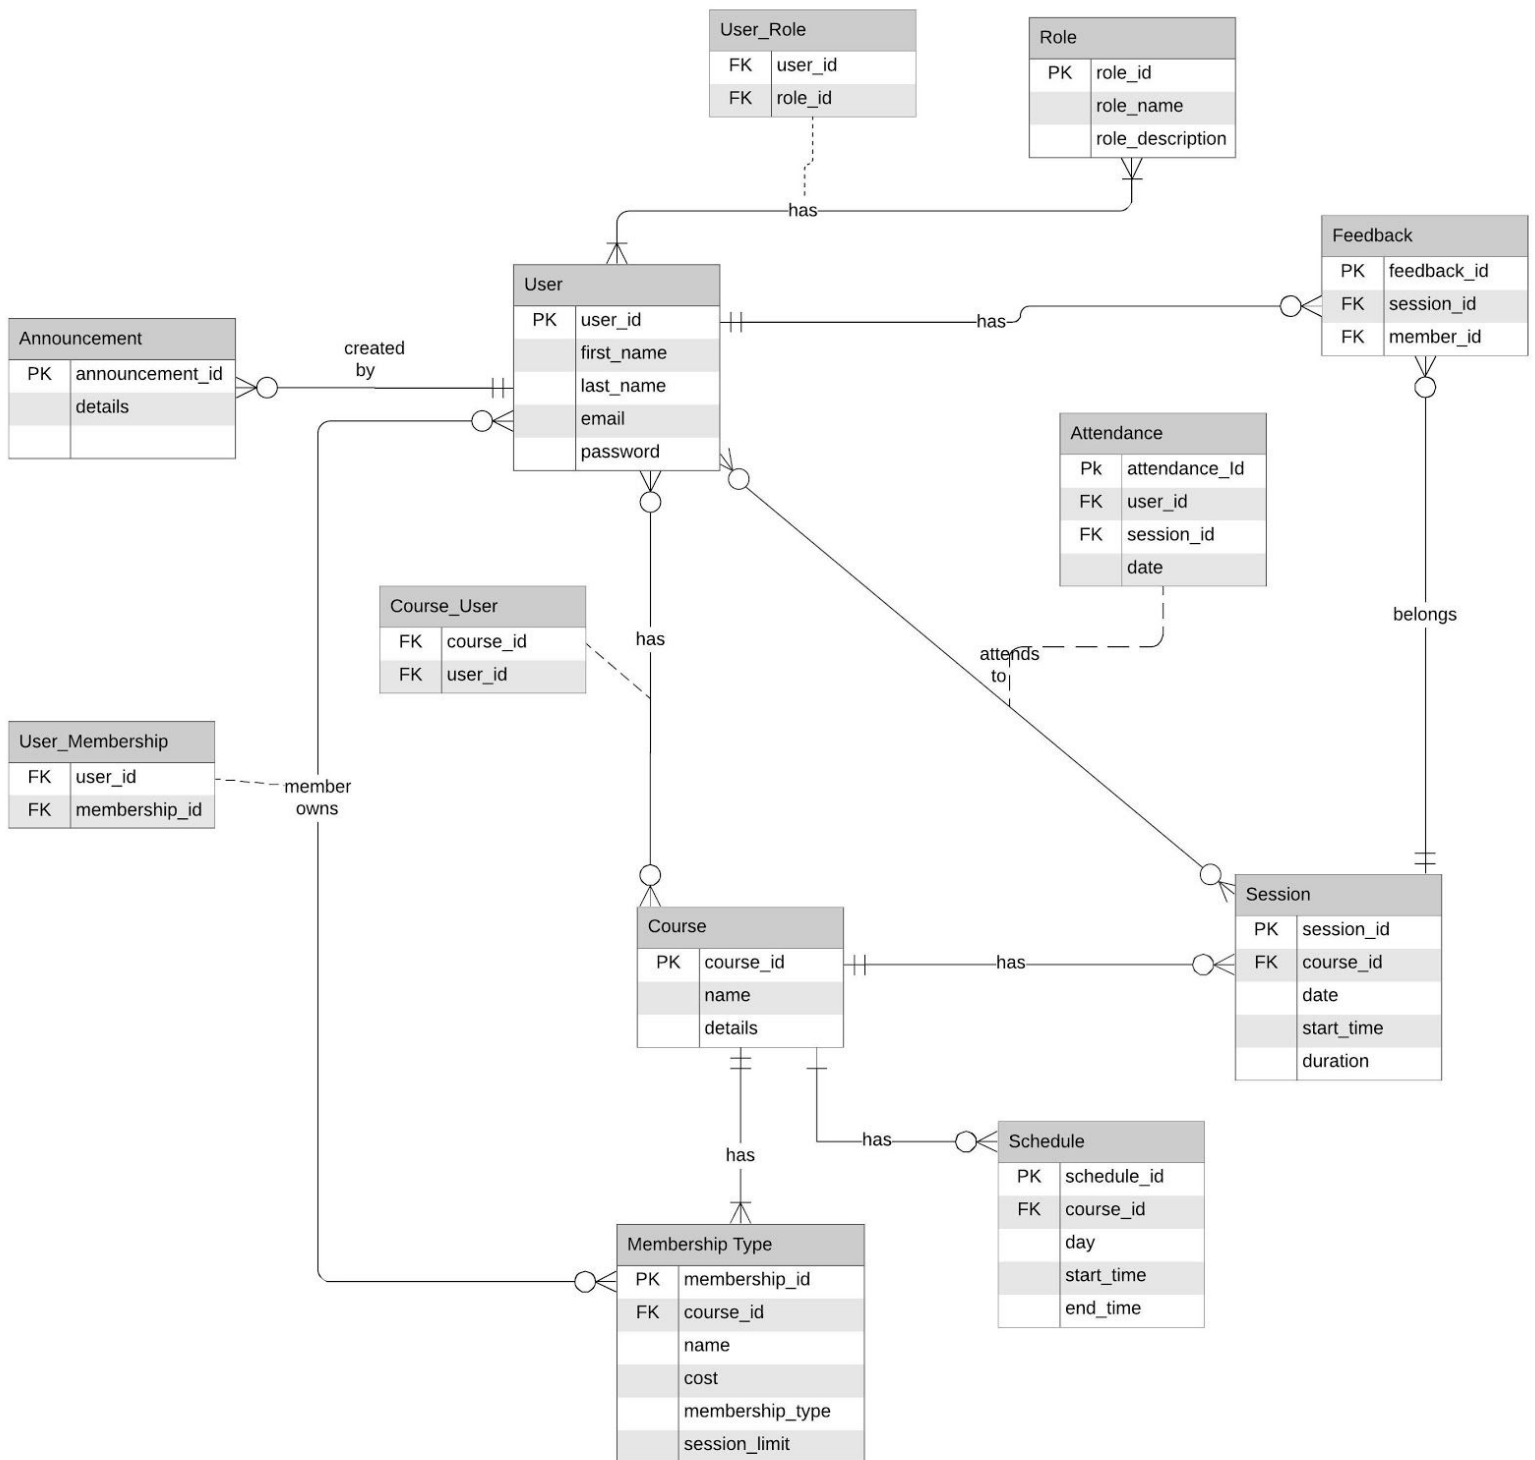 User_Role
FK user_id
FK role_id
Role
PK role_id
role_name
role_description
has
Feedback
PK feedback_id
FK session_id
FK member_id
User
PK user_id
first_name
last_name
email
password
has
Announcement
PK announcement_id
details
created
by
Attendance
Pk attendance_Id
FK user_id
FK session_id
date
Course_User
FK course_id
FK user_id
has
attends
to
belongs
User_Membership
FK user_id
FK membership_id
member
owns
Course
PK course_id
name
details
has
Session
PK session_id
FK course_id
date
start_time
duration
has
has
Schedule
PK schedule_id
FK course_id
day
start_time
end_time
Membership Type
PK membership_id
FK course_id
name
cost
membership_type
session_limit